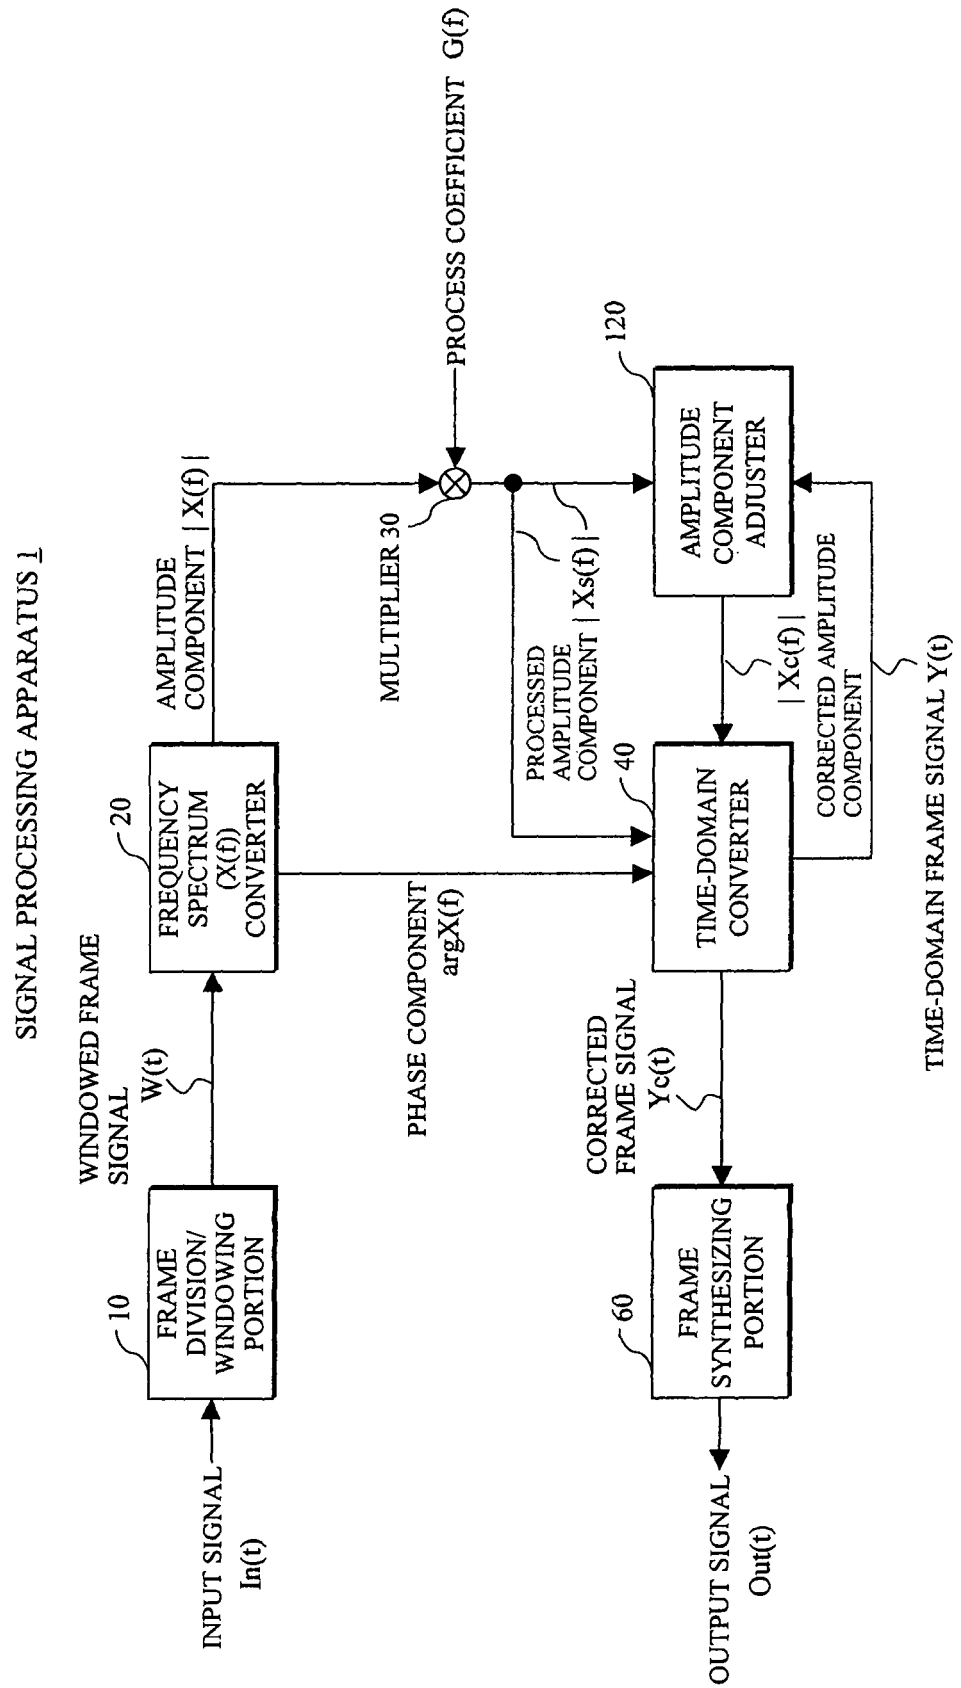 SIGNAL PROCESSING APPARATUS 1
INPUT SIGNAL
In(t)
10
FRAME
DIVISION/
WINDOWING
PORTION
WINDOWED FRAME
SIGNAL
W(t)
20
FREQUENCY
SPECTRUM
(X(f))
CONVERTER
AMPLITUDE
COMPONENT |X(f)|
PHASE COMPONENT
argX(f)
MULTIPLIER 30
PROCESS COEFFICIENT G(f)
PROCESSED
AMPLITUDE
COMPONENT |Xs(f)|
OUTPUT SIGNAL
Out(t)
60
FRAME
SYNTHESIZING
PORTION
CORRECTED
FRAME SIGNAL
Yc(t)
40
TIME-DOMAIN
CONVERTER
|Xc(f)|
CORRECTED AMPLITUDE
COMPONENT
120
AMPLITUDE
COMPONENT
ADJUSTER
TIME-DOMAIN FRAME SIGNAL Y(t)